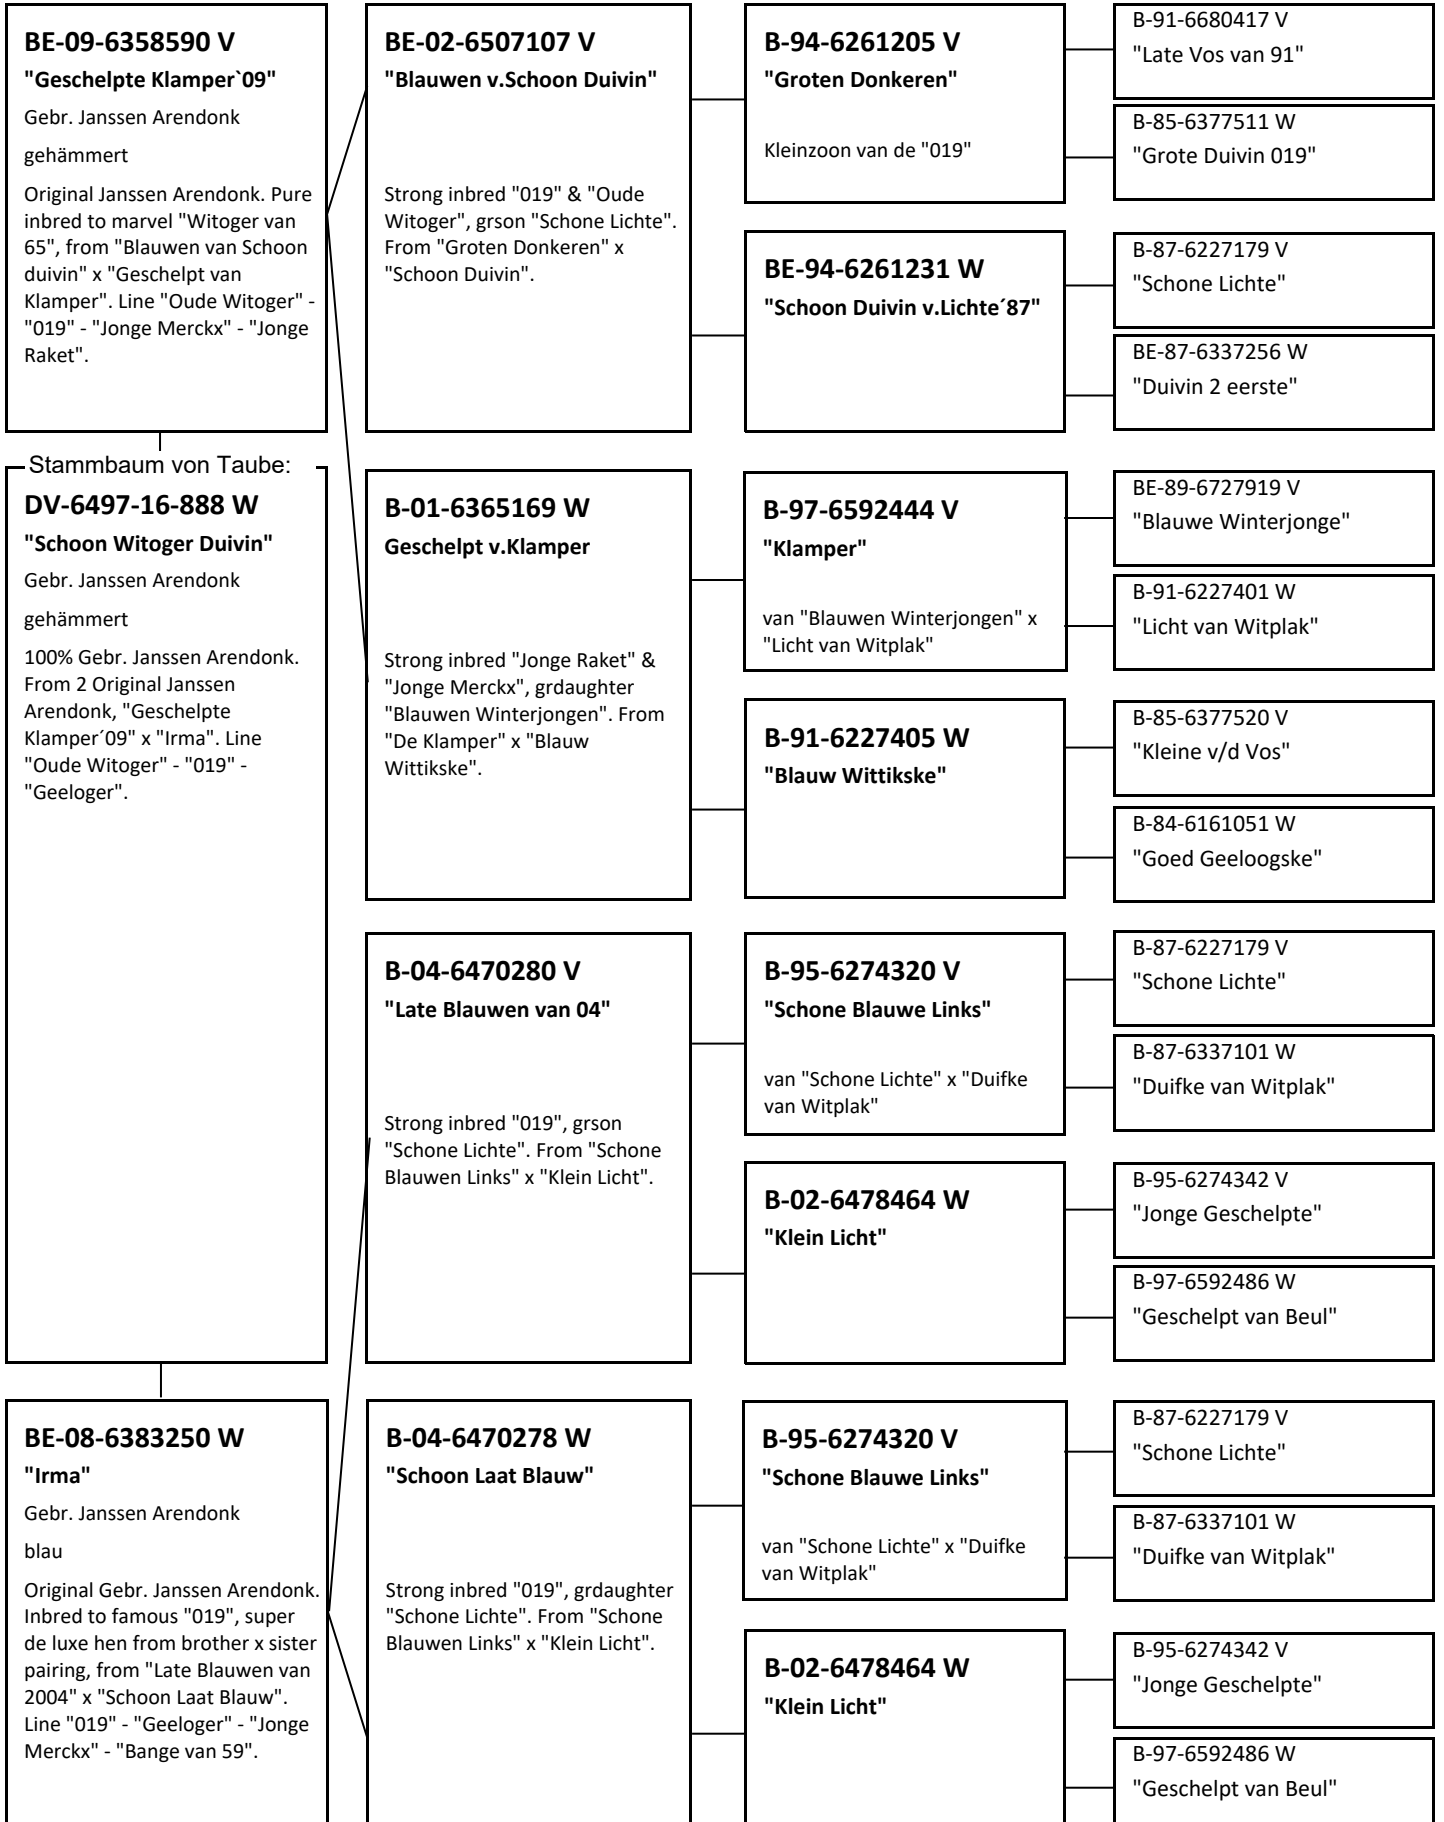 BE-09-6358590 V
"Geschelpte Klamper`09"
Gebr. Janssen Arendonk
gehämmert
Original Janssen Arendonk. Pure
inbred to marvel "Witoger van
65", from "Blauwen van Schoon
duivin" x "Geschelpt van
Klamper". Line "Oude Witoger" -
"019" - "Jonge Merckx" - "Jonge
Raket".
Stammbaum von Taube:
DV-6497-16-888 W
"Schoon Witoger Duivin"
Gebr. Janssen Arendonk
gehämmert
100% Gebr. Janssen Arendonk.
From 2 Original Janssen
Arendonk, "Geschelpte
Klamper´09" x "Irma". Line
"Oude Witoger" - "019" -
"Geeloger".
BE-08-6383250 W
"Irma"
Gebr. Janssen Arendonk
blau
Original Gebr. Janssen Arendonk.
Inbred to famous "019", super
de luxe hen from brother x sister
pairing, from "Late Blauwen van
2004" x "Schoon Laat Blauw".
Line "019" - "Geeloger" - "Jonge
Merckx" - "Bange van 59".
BE-02-6507107 V
"Blauwen v.Schoon Duivin"
Strong inbred "019" & "Oude
Witoger", grson "Schone Lichte".
From "Groten Donkeren" x
"Schoon Duivin".
B-01-6365169 W
Geschelpt v.Klamper
Strong inbred "Jonge Raket" &
"Jonge Merckx", grdaughter
"Blauwen Winterjongen". From
"De Klamper" x "Blauw
Wittikske".
B-04-6470280 V
"Late Blauwen van 04"
Strong inbred "019", grson
"Schone Lichte". From "Schone
Blauwen Links" x "Klein Licht".
B-04-6470278 W
"Schoon Laat Blauw"
Strong inbred "019", grdaughter
"Schone Lichte". From "Schone
Blauwen Links" x "Klein Licht".
B-94-6261205 V
"Groten Donkeren"
Kleinzoon van de "019"
BE-94-6261231 W
"Schoon Duivin v.Lichte´87"
B-97-6592444 V
"Klamper"
van "Blauwen Winterjongen" x
"Licht van Witplak"
B-91-6227405 W
"Blauw Wittikske"
B-95-6274320 V
"Schone Blauwe Links"
van "Schone Lichte" x "Duifke
van Witplak"
B-02-6478464 W
"Klein Licht"
B-95-6274320 V
"Schone Blauwe Links"
van "Schone Lichte" x "Duifke
van Witplak"
B-02-6478464 W
"Klein Licht"
B-91-6680417 V
"Late Vos van 91"
B-85-6377511 W
"Grote Duivin 019"
B-87-6227179 V
"Schone Lichte"
BE-87-6337256 W
"Duivin 2 eerste"
BE-89-6727919 V
"Blauwe Winterjonge"
B-91-6227401 W
"Licht van Witplak"
B-85-6377520 V
"Kleine v/d Vos"
B-84-6161051 W
"Goed Geeloogske"
B-87-6227179 V
"Schone Lichte"
B-87-6337101 W
"Duifke van Witplak"
B-95-6274342 V
"Jonge Geschelpte"
B-97-6592486 W
"Geschelpt van Beul"
B-87-6227179 V
"Schone Lichte"
B-87-6337101 W
"Duifke van Witplak"
B-95-6274342 V
"Jonge Geschelpte"
B-97-6592486 W
"Geschelpt van Beul"